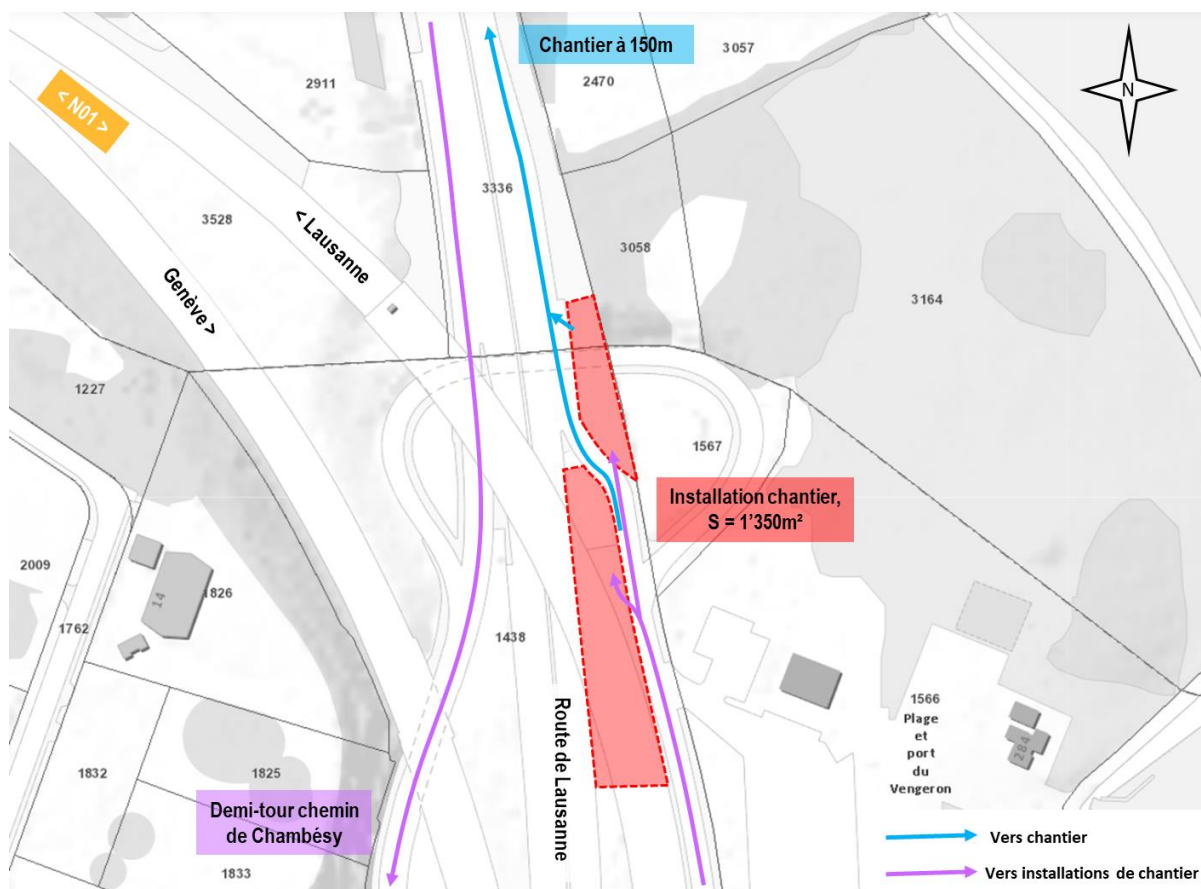 Chantier à 150m
3057
2470
2911
N
< N01 >
3336
3528
< Lausanne
Genève >
3058
3164
1227
1567
Installation chantier,
S = 1'350m²
2009
14
1826
1762
1438
Route de Lausanne
1566
Plage
et
port
du
Vengeron
284
1832
1825
Demi-tour chemin
de Chambésy
1833
Vers chantier
Vers installations de chantier